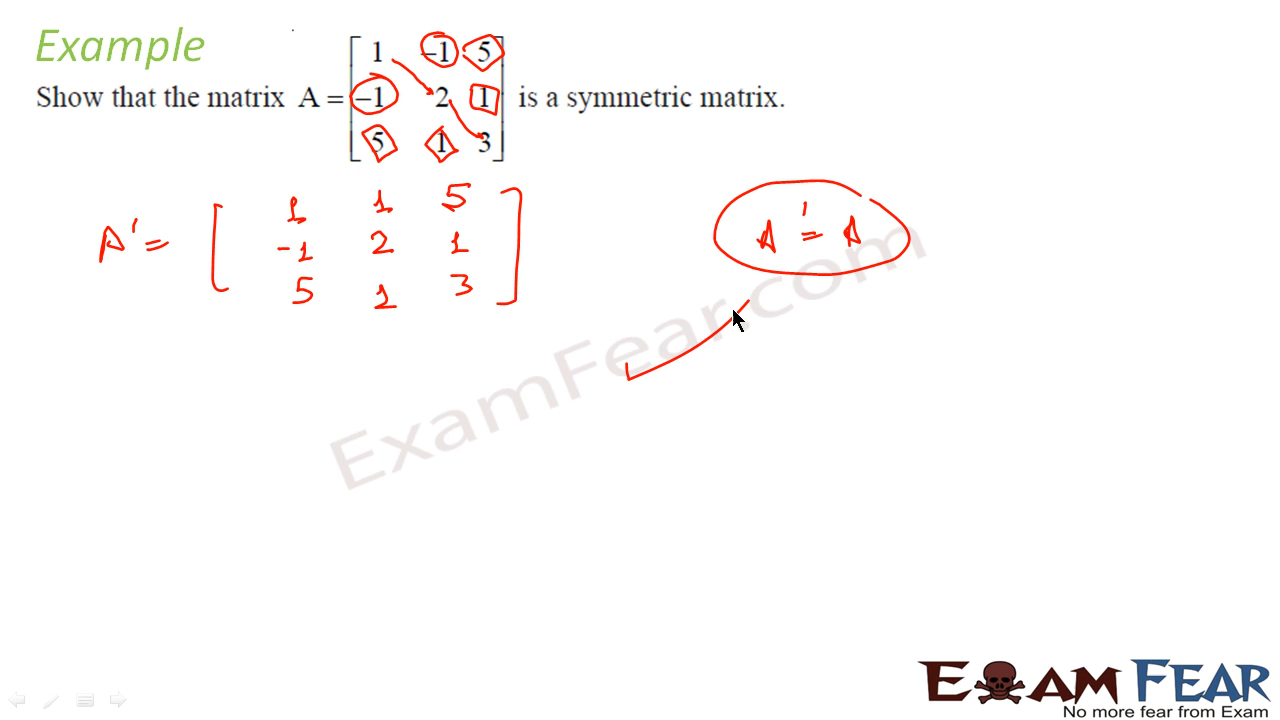 Example
1 –1 5
Show that the matrix A = –1 2 1 is a symmetric matrix.
5 1 3
1 1 5
A' = -1 2 1
5 1 3
A' = A
ExamFear.com
EXAM FEAR
No more fear from Exam